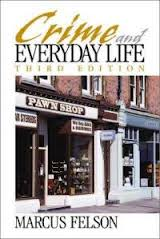 Crime and
EVERYDAY LIFE
THIRD EDITION
PAWN SHOP
MARCUS FELSON